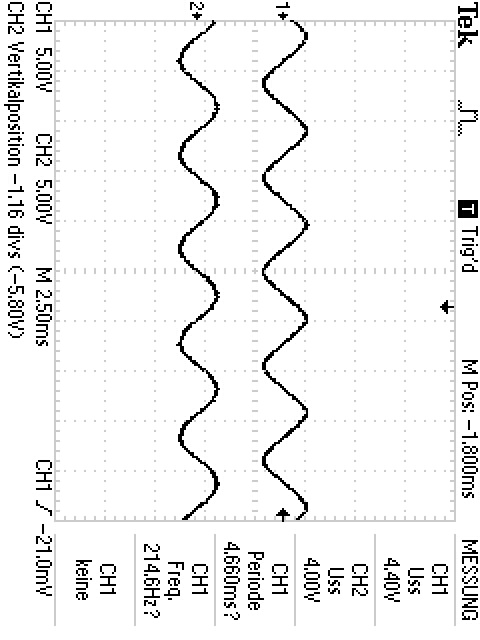 Tek T Trig'd M Pos: -1.800ms MESSUNG
CH1
Uss
4.40V
CH2
Uss
4.00V
CH1
Periode
4.660ms?
CH1
Freq.
214.6Hz?
CH1
keine
1
2
CH1 5.00V CH2 5.00V M 2.50ms CH1 / -21.0mV
CH2 Vertikalposition -1.16 divs (-5.80V)